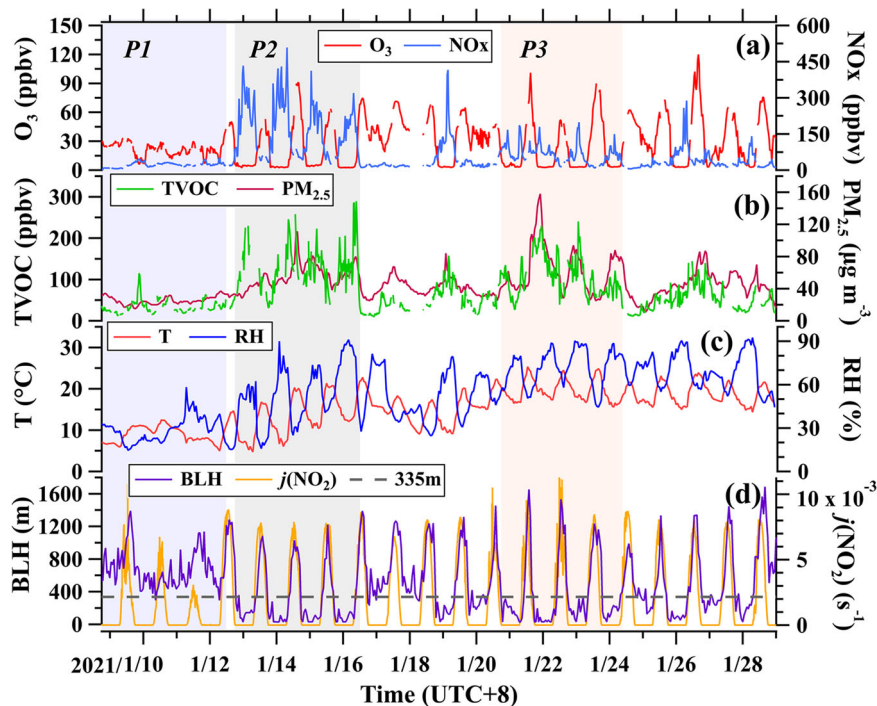 150
120
90
60
30
0
O₃ (ppbv)
P1
P2
P3
O₃ NOx
(a)
600
450
300
150
0
NOx (ppbv)
300
200
100
0
TVOC (ppbv)
TVOC PM₂.₅
(b)
160
120
80
40
0
PM₂.₅ (μg m⁻³)
30
20
10
0
T (°C)
T RH
(c)
90
60
30
0
RH (%)
1600
1200
800
400
0
BLH (m)
BLH j(NO₂) 335m
(d)
10 x 10⁻³
5
0
j(NO₂) (s⁻¹)
2021/1/10 1/12 1/14 1/16 1/18 1/20 1/22 1/24 1/26 1/28
Time (UTC+8)